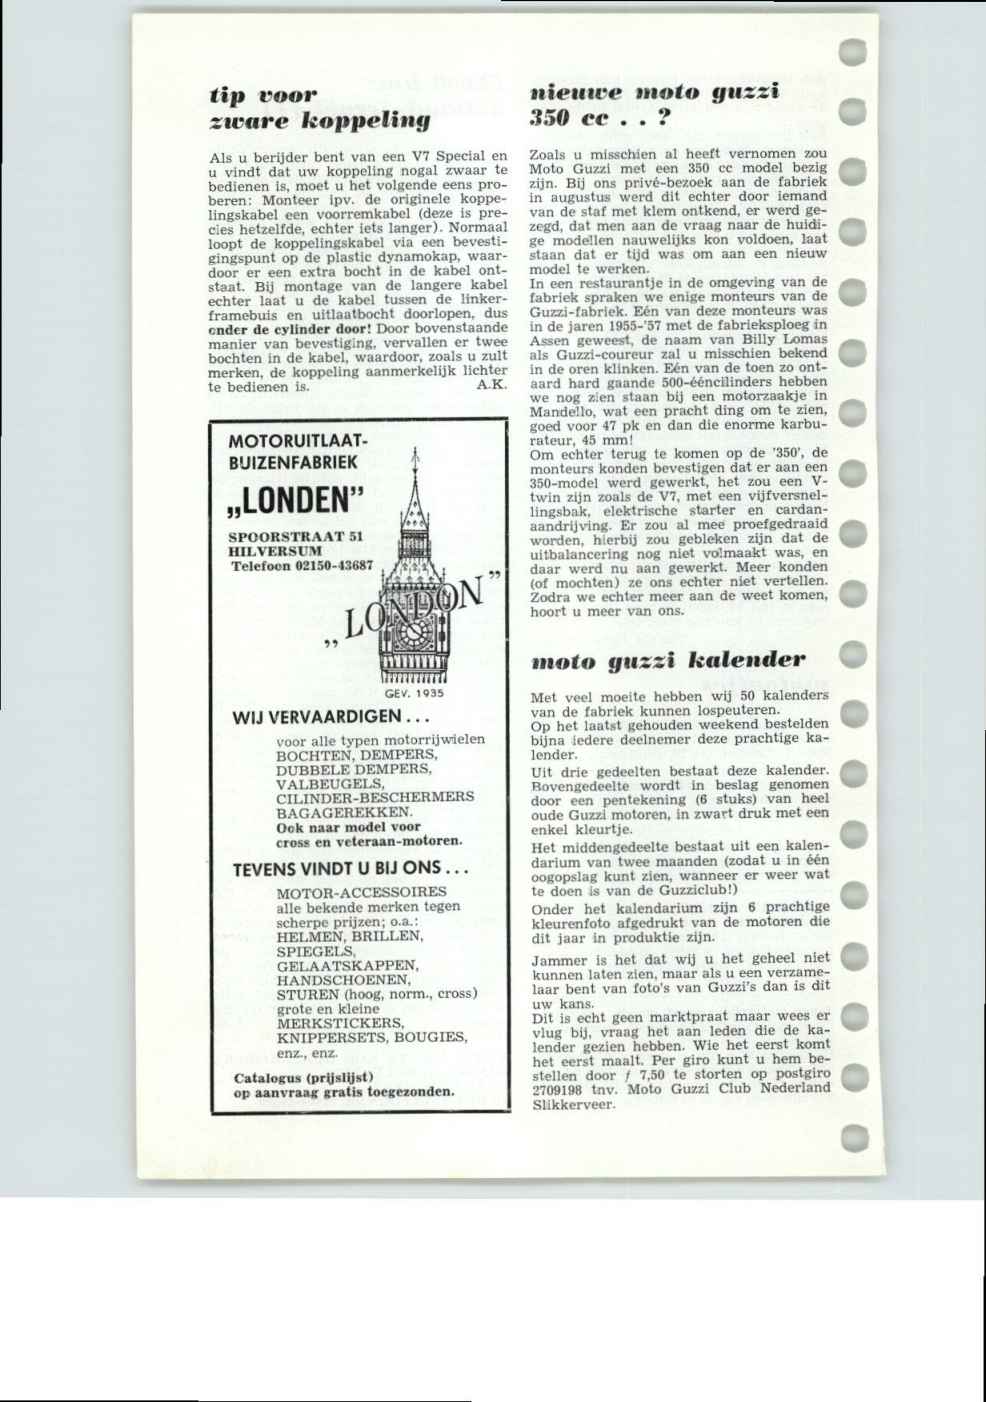 tip voor
zware koppeling
Als u berijder bent van een V7 Special en
u vindt dat uw koppeling nogal zwaar te
bedienen is, moet u het volgende eens pro-
beren: Monteer ipv. de originele koppe-
lingskabel een voorremkabel (deze is pre-
cies hetzelfde, echter iets langer). Normaal
loopt de koppelingskabel via een bevesti-
gingspunt op de plastic dynamokap, waar-
door er een extra bocht in de kabel ont-
staat. Bij montage van de langere kabel
echter laat u de kabel tussen de linker-
framebuis en uitlaatbocht doorlopen, dus
onder de cylinder door! Door bovenstaande
manier van bevestiging, vervallen er twee
bochten in de kabel, waardoor, zoals u zult
merken, de koppeling aanmerkelijk lichter
te bedienen is. A.K.
MOTORUITLAAT-
BUIZENFABRIEK
„LONDEN”
SPOORSTRAAT 51
HILVERSUM
Telefoon 02150-43687
„LONDON”
GEV. 1935
WIJ VERVAARDIGEN . . .
voor alle typen motorrijwielen
BOCHTEN, DEMPERS,
DUBBELE DEMPERS,
VALBEUGELS,
CILINDER-BESCHERMERS
BAGAGEREKKEN.
Ook naar model voor
cross en veteraan-motoren.
TEVENS VINDT U BIJ ONS . . .
MOTOR-ACCESSOIRES
alle bekende merken tegen
scherpe prijzen; o.a.:
HELMEN, BRILLEN,
SPIEGELS,
GELAATSKAPPEN,
HANDSCHOENEN,
STUREN (hoog, norm., cross)
grote en kleine
MERKSTICKERS,
KNIPPERSETS, BOUGIES,
enz., enz.
Catalogus (prijslijst)
op aanvraag gratis toegezonden.
nieuwe moto guzzi
350 cc . . ?
Zoals u misschien al heeft vernomen zou
Moto Guzzi met een 350 cc model bezig
zijn. Bij ons privé-bezoek aan de fabriek
in augustus werd dit echter door iemand
van de staf met klem ontkend, er werd ge-
zegd, dat men aan de vraag naar de huidi-
ge modellen nauwelijks kon voldoen, laat
staan dat er tijd was om aan een nieuw
model te werken.
In een restaurantje in de omgeving van de
fabriek spraken we enige monteurs van de
Guzzi-fabriek. Eén van deze monteurs was
in de jaren 1955-'57 met de fabrieksploeg in
Assen geweest, de naam van Billy Lomas
als Guzzi-coureur zal u misschien bekend
in de oren klinken. Eén van de toen zo ont-
aard hard gaande 500-ééncilinders hebben
we nog zien staan bij een motorzaakje in
Mandello, wat een pracht ding om te zien,
goed voor 47 pk en dan die enorme karbu-
rateur, 45 mm!
Om echter terug te komen op de '350', de
monteurs konden bevestigen dat er aan een
350-model werd gewerkt, het zou een V-
twin zijn zoals de V7, met een vijfversnel-
lingsbak, elektrische starter en cardan-
aandrijving. Er zou al mee proefgedraaid
worden, hierbij zou gebleken zijn dat de
uitbalancering nog niet volmaakt was, en
daar werd nu aan gewerkt. Meer konden
(of mochten) ze ons echter niet vertellen.
Zodra we echter meer aan de weet komen,
hoort u meer van ons.
moto guzzi kalender
Met veel moeite hebben wij 50 kalenders
van de fabriek kunnen lospeuteren.
Op het laatst gehouden weekend bestelden
bijna iedere deelnemer deze prachtige ka-
lender.
Uit drie gedeelten bestaat deze kalender.
Bovengedeelte wordt in beslag genomen
door een pentekening (6 stuks) van heel
oude Guzzi motoren, in zwart druk met een
enkel kleurtje.
Het middengedeelte bestaat uit een kalen-
darium van twee maanden (zodat u in één
oogopslag kunt zien, wanneer er weer wat
te doen is van de Guzziclub!)
Onder het kalendarium zijn 6 prachtige
kleurenfoto afgedrukt van de motoren die
dit jaar in produktie zijn.
Jammer is het dat wij u het geheel niet
kunnen laten zien, maar als u een verzame-
laar bent van foto's van Guzzi's dan is dit
uw kans.
Dit is echt geen marktpraat maar wees er
vlug bij, vraag het aan leden die de ka-
lender gezien hebben. Wie het eerst komt
het eerst maalt. Per giro kunt u hem be-
stellen door ƒ 7,50 te storten op postgiro
2709198 tnv. Moto Guzzi Club Nederland
Slikkerveer.